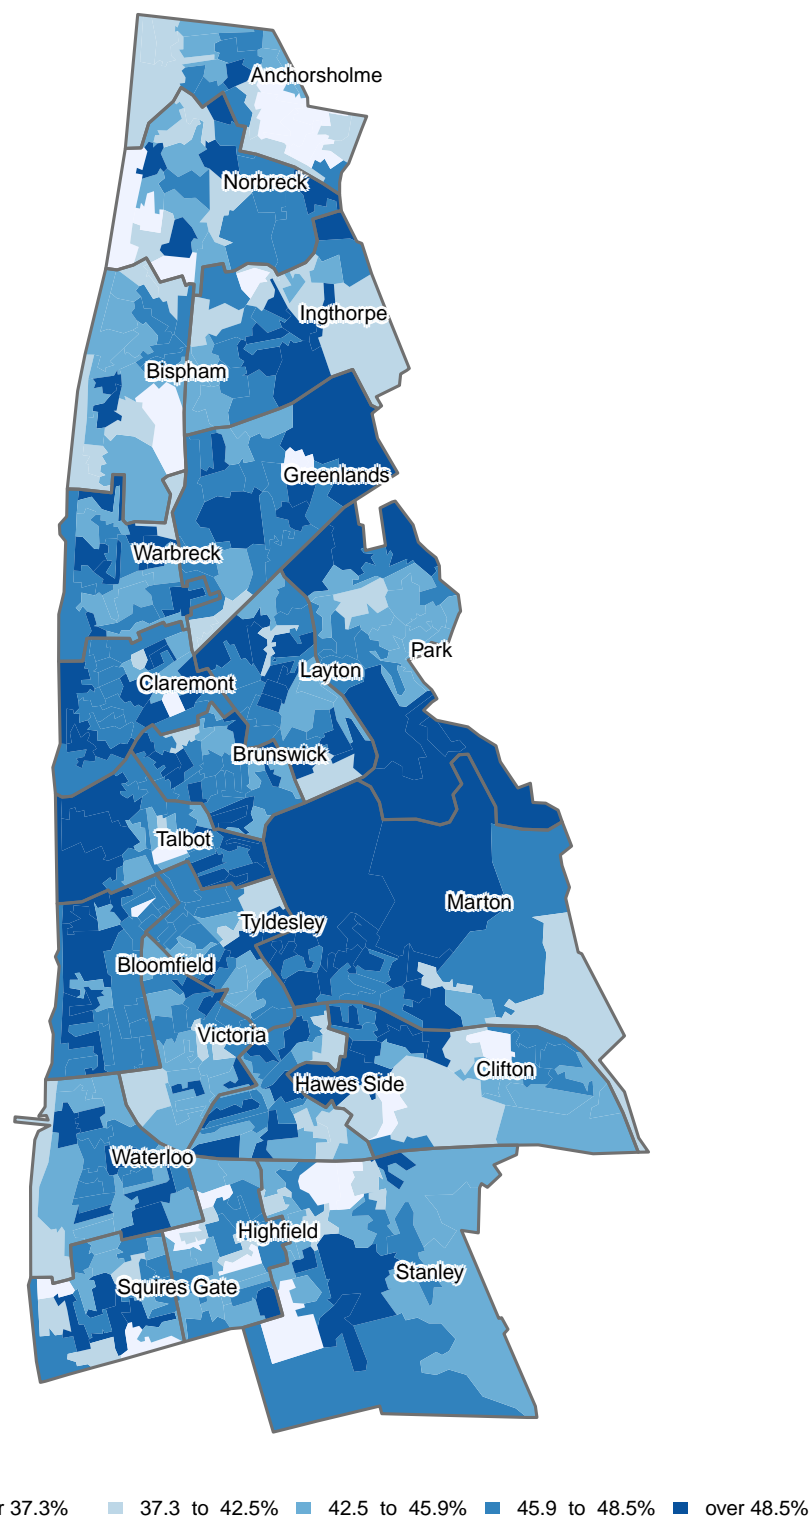 Anchorsholme
Norbreck
Ingthorpe
Bispham
Greenlands
Warbreck
Park
Layton
Claremont
Brunswick
Talbot
Marton
Tyldesley
Bloomfield
Victoria
Clifton
Hawes Side
Waterloo
Highfield
Stanley
Squires Gate
r 37.3% 37.3 to 42.5% 42.5 to 45.9% 45.9 to 48.5% over 48.5%